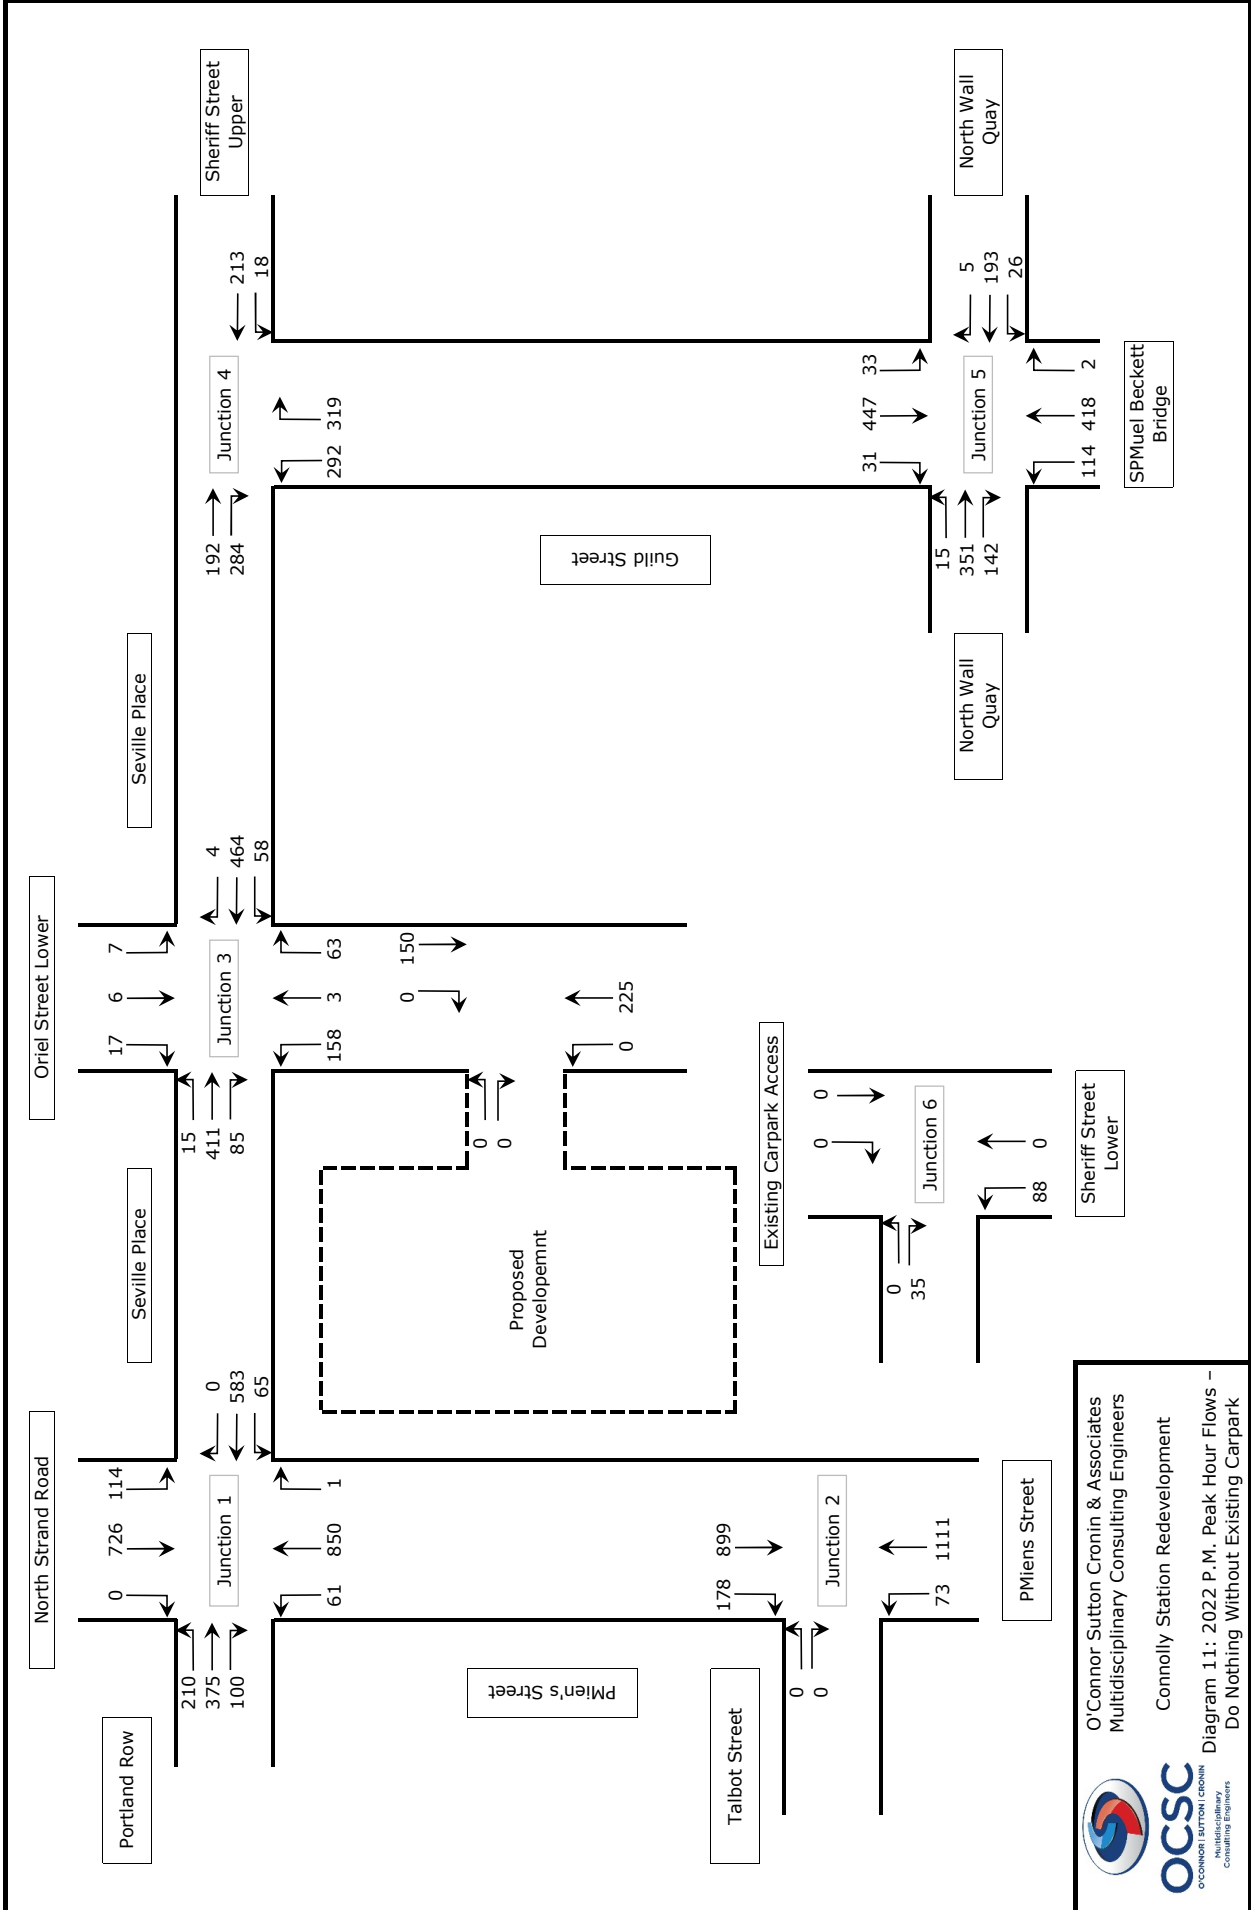 Sheriff Street
Upper
North Wall
Quay
213
18
5
193
26
Junction 4
319
292
192
284
33
447
31
Junction 5
2
418
114
SPMuel Beckett
Bridge
15
351
142
Guild Street
North Wall
Quay
Seville Place
4
464
58
Oriel Street Lower
7
6
17
Junction 3
63
3
158
150
0
225
0
15
411
85
0
0
Existing Carpark Access
0
0
Junction 6
0
88
Sheriff Street
Lower
0
35
Seville Place
Proposed
Developemnt
0
583
65
North Strand Road
114
726
0
Junction 1
1
850
61
210
375
100
899
178
Junction 2
1111
73
PMiens Street
0
0
PMien's Street
Portland Row
Talbot Street
O'Connor Sutton Cronin & Associates
Multidisciplinary Consulting Engineers
Connolly Station Redevelopment
Diagram 11: 2022 P.M. Peak Hour Flows –
Do Nothing Without Existing Carpark
OCSC
O'CONNOR | SUTTON | CRONIN
Multidisciplinary
Consulting Engineers